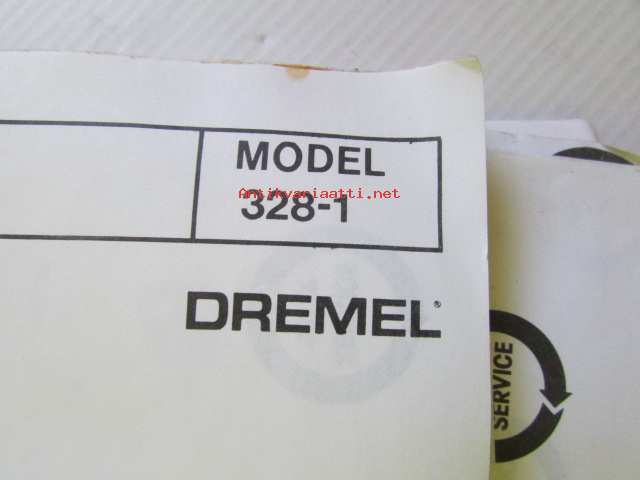 MODEL
Antikvariaatti.net
328-1
DREMEL®
SERVICE